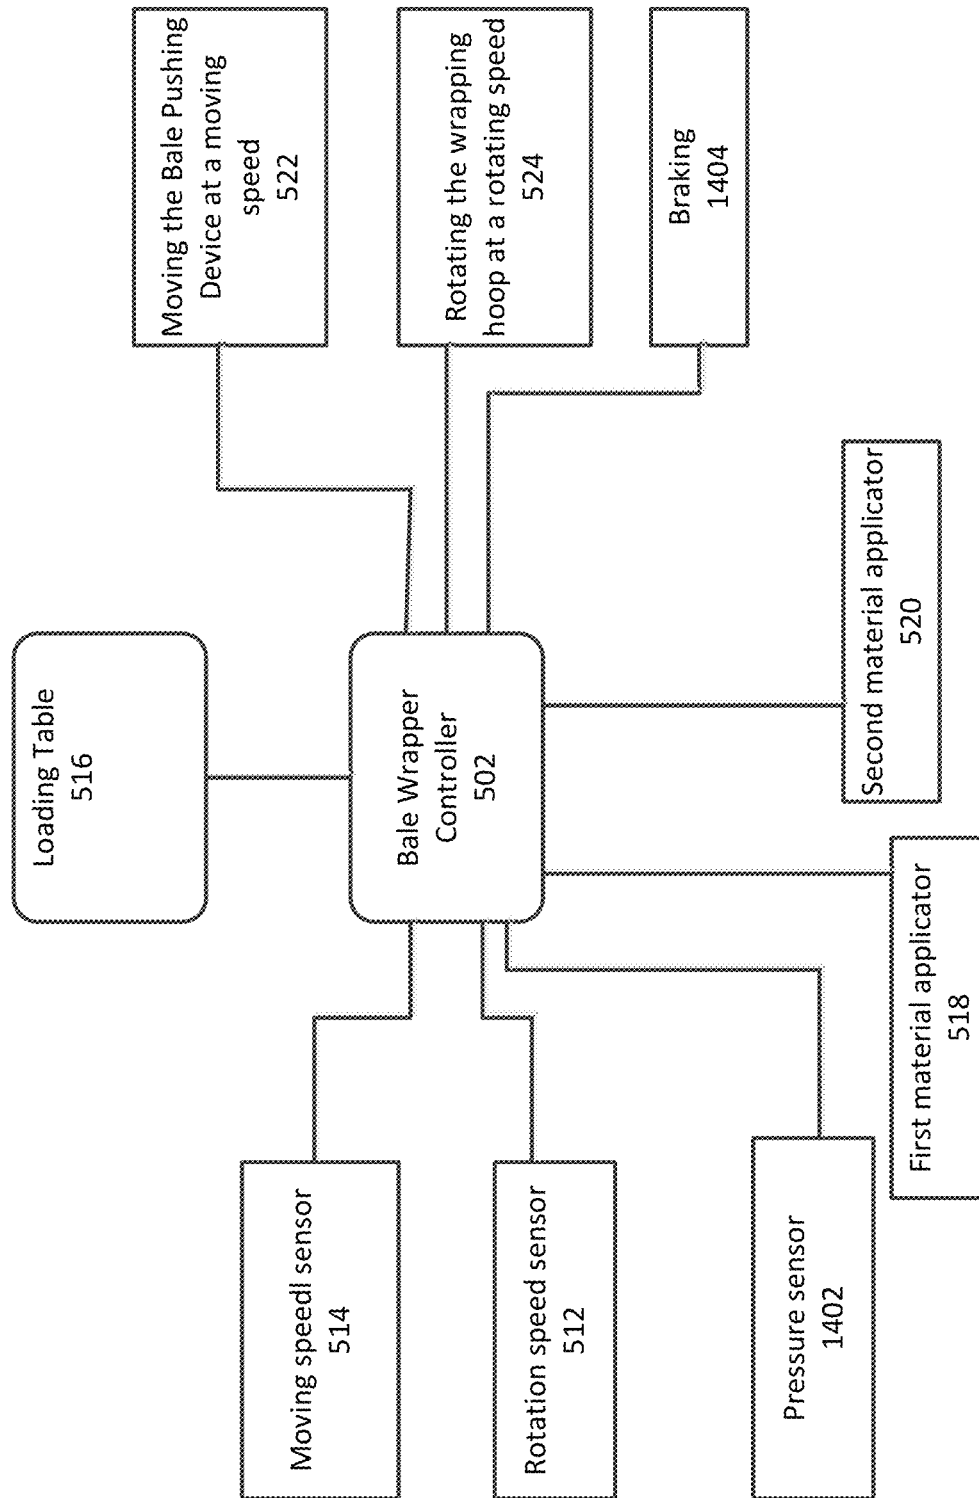 Loading Table
516
Moving speedl sensor
514
Rotation speed sensor
512
Pressure sensor
1402
Bale Wrapper
Controller
502
First material applicator
518
Second material applicator
520
Moving the Bale Pushing
Device at a moving
speed
522
Rotating the wrapping
hoop at a rotating speed
524
Braking
1404